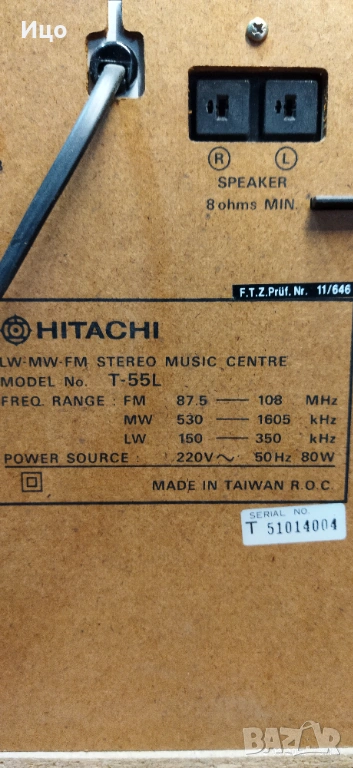 Ицо
R L
SPEAKER
8 ohms MIN.
F.T.Z.Prüf. Nr. 11/646
HITACHI
LW-MW-FM STEREO MUSIC CENTRE
MODEL No. T-55L
FREQ. RANGE : FM 87.5 — 108 MHz
MW 530 — 1605 kHz
LW 150 — 350 kHz
POWER SOURCE : 220V ~ 50Hz 80W
MADE IN TAIWAN R.O.C.
SERIAL NO.
T 51014004
BAZAR